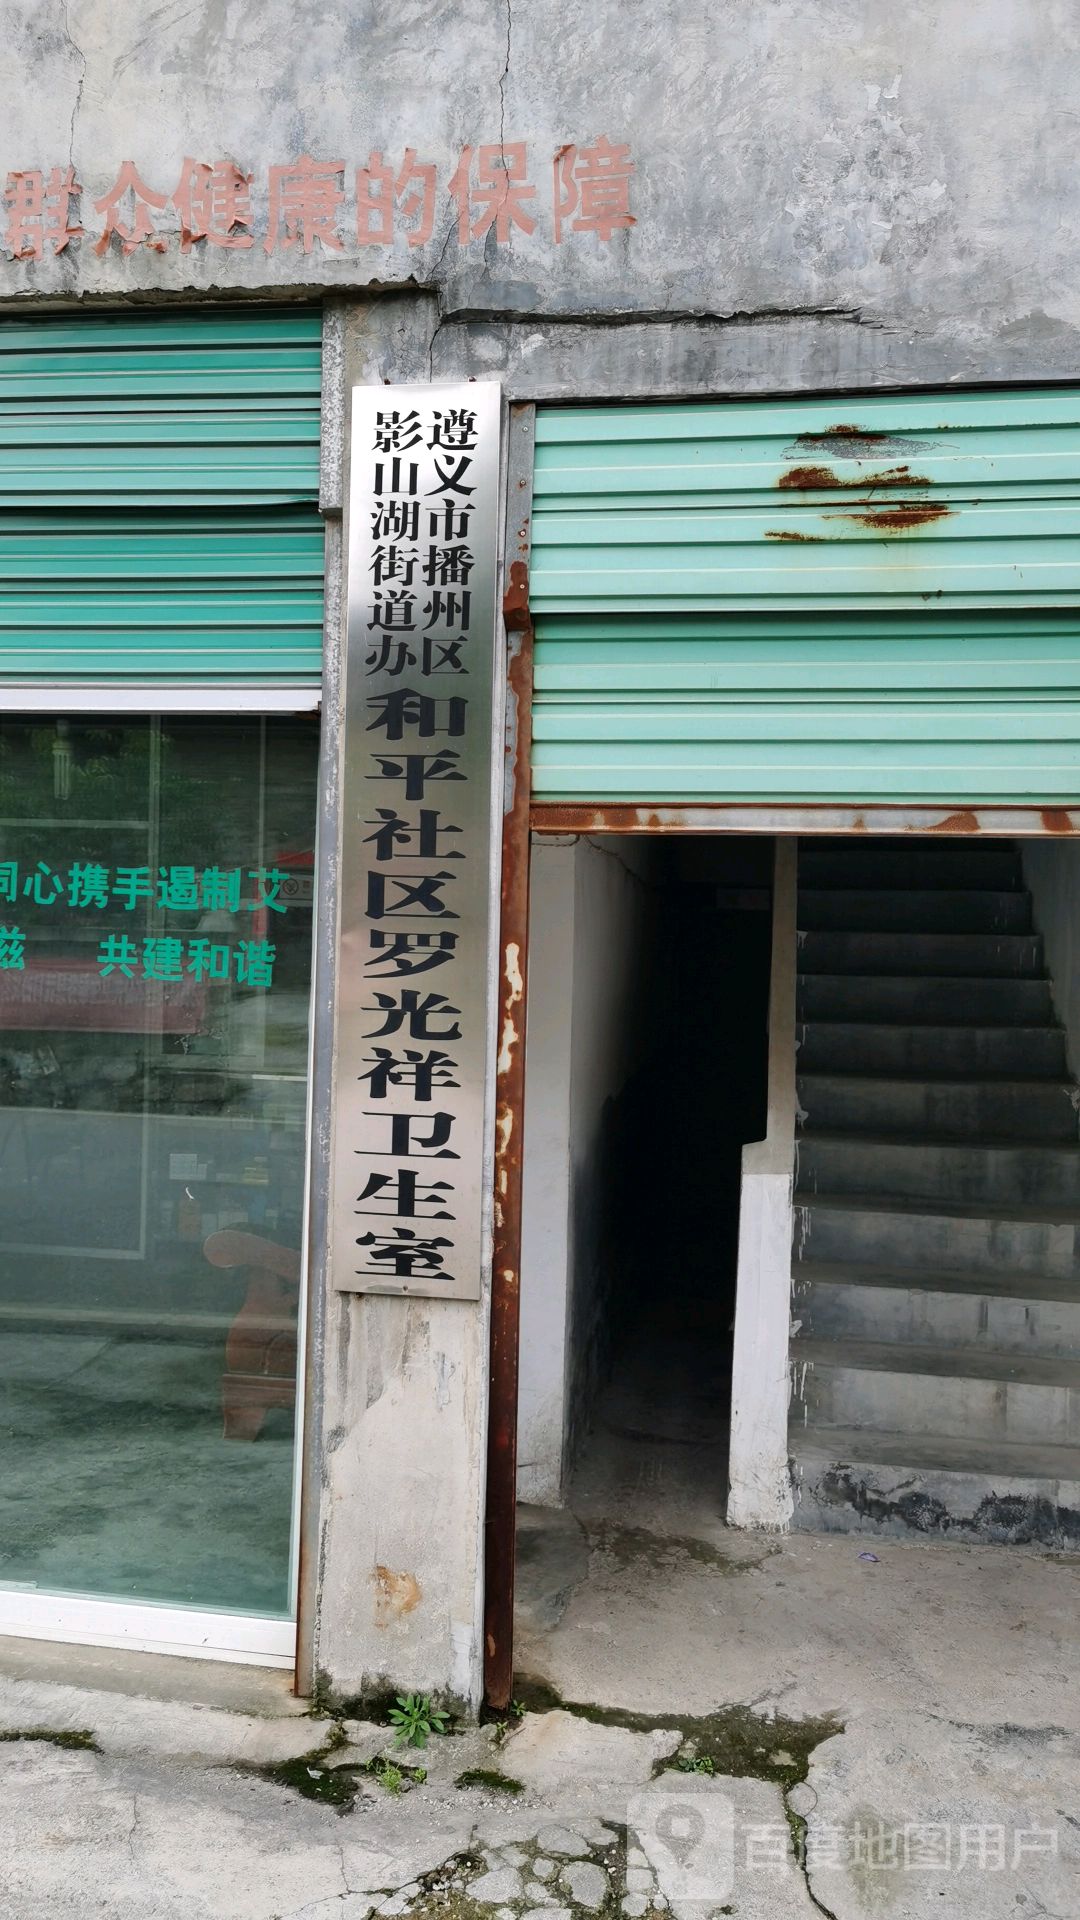 群众健康的保障
遵义市播州区
影山湖街道办
和平社区罗光祥卫生室
同心携手遏制艾
滋 共建和谐
百度地图用户